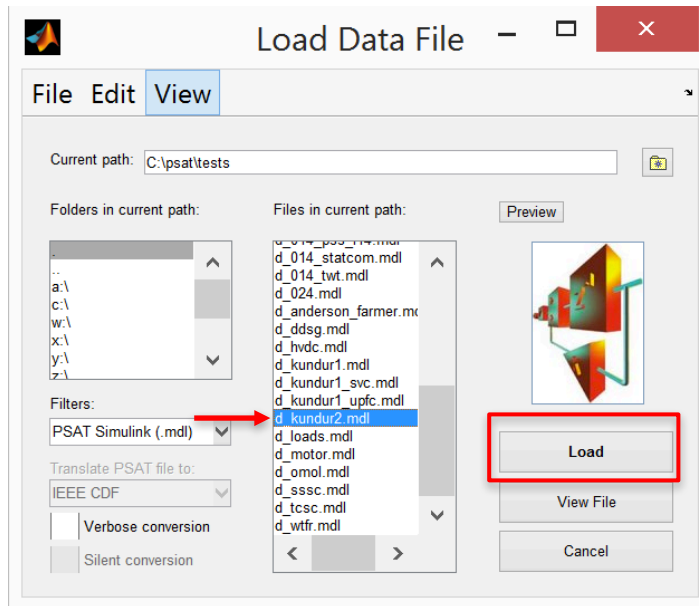 Load Data File
File Edit View
Current path: C:\psat\tests
Folders in current path:
Files in current path:
Preview
.
..
a:\
c:\
w:\
x:\
y:\
z:\
d_014_pss_l14.mdl
d_014_statcom.mdl
d_014_twt.mdl
d_024.mdl
d_anderson_farmer.mo
d_ddsg.mdl
d_hvdc.mdl
d_kundur1.mdl
d_kundur1_svc.mdl
d_kundur1_upfc.mdl
d_kundur2.mdl
d_loads.mdl
d_motor.mdl
d_omol.mdl
d_sssc.mdl
d_tcsc.mdl
d_wtfr.mdl
Filters:
PSAT Simulink (.mdl)
Translate PSAT file to:
IEEE CDF
Verbose conversion
Silent conversion
Load
View File
Cancel